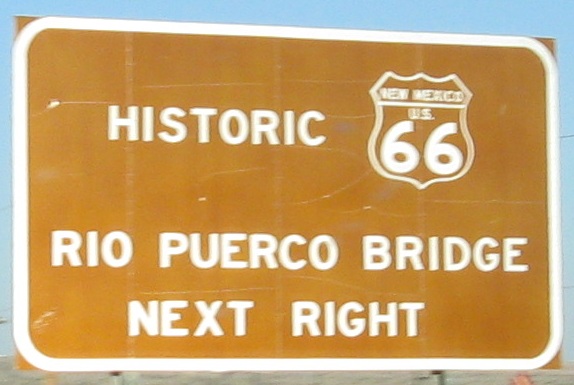 NEW MEXICO
U.S.
HISTORIC 66
RIO PUERCO BRIDGE
NEXT RIGHT